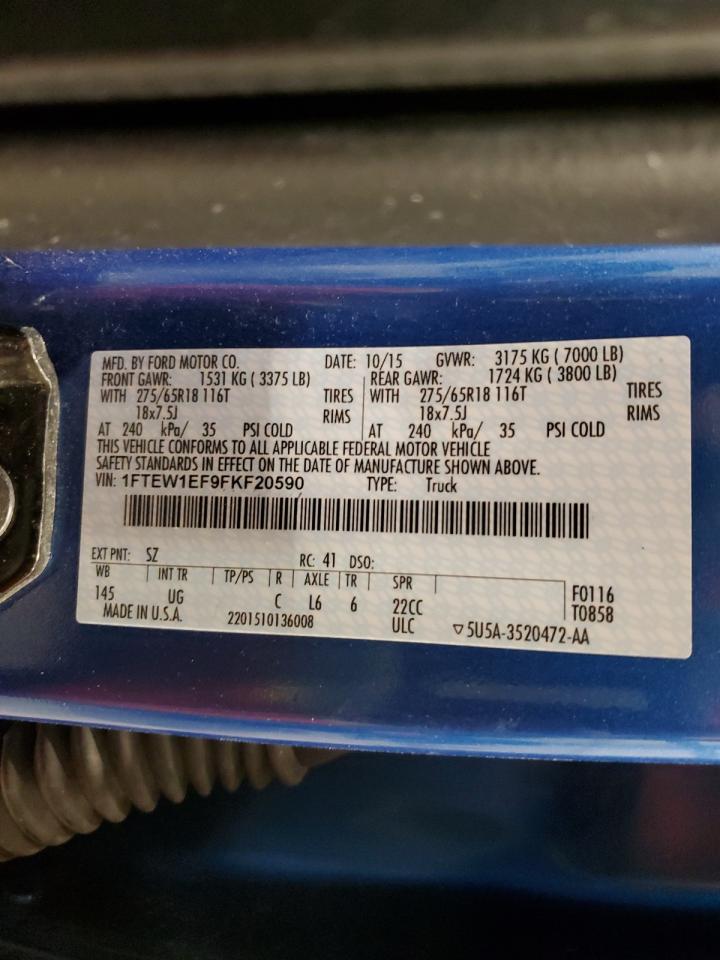 MFD. BY FORD MOTOR CO. DATE: 10/15 GVWR: 3175 KG ( 7000 LB)
FRONT GAWR: 1531 KG ( 3375 LB) REAR GAWR: 1724 KG ( 3800 LB)
WITH 275/65R18 116T TIRES WITH 275/65R18 116T TIRES
18x7.5J RIMS 18x7.5J RIMS
AT 240 kPa/ 35 PSI COLD AT 240 kPa/ 35 PSI COLD
THIS VEHICLE CONFORMS TO ALL APPLICABLE FEDERAL MOTOR VEHICLE
SAFETY STANDARDS IN EFFECT ON THE DATE OF MANUFACTURE SHOWN ABOVE.
VIN: 1FTEW1EF9FKF20590 TYPE: Truck
EXT PNT: SZ RC: 41 DSO:
WB INT TR TP/PS R AXLE TR SPR
145 UG C L6 6 22CC F0116
MADE IN U.S.A. 2201510136008 ULC ▽5U5A-3520472-AA T0858